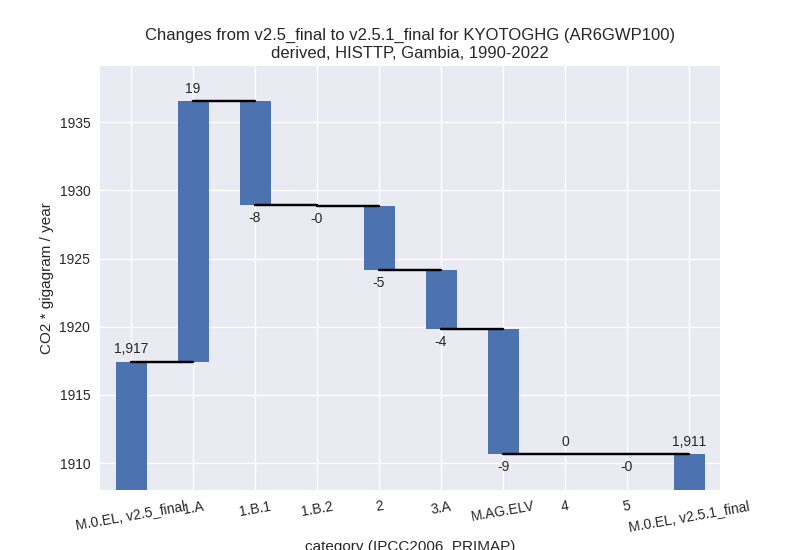 Changes from v2.5_final to v2.5.1_final for KYOTOGHG (AR6GWP100)
derived, HISTTP, Gambia, 1990-2022
CO2 * gigagram / year
1935
1930
1925
1920
1915
1910
1,917
19
-8
-0
-5
-4
-9
0
-0
1,911
M.0.EL, v2.5_final
1.A
1.B.1
1.B.2
2
3.A
M.AG.ELV
4
5
M.0.EL, v2.5.1_final
category (IPCC2006_PRIMAP)